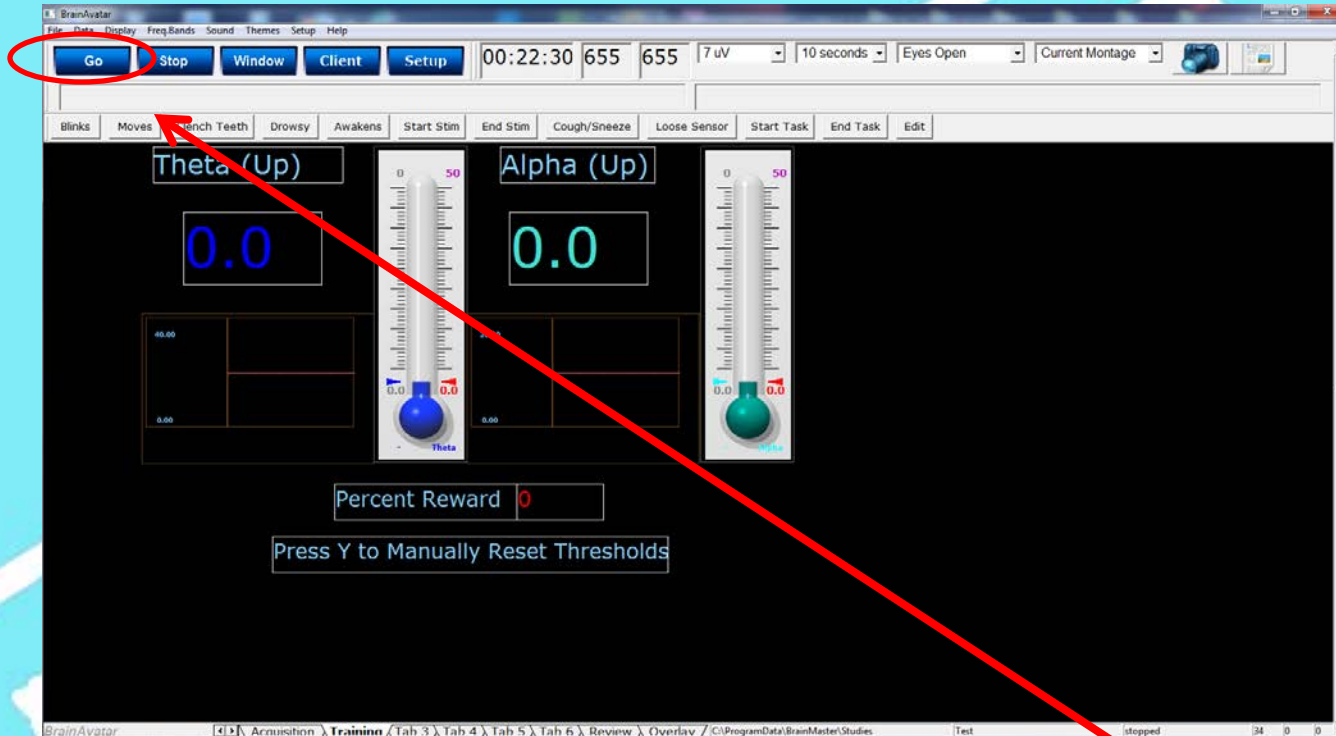 BrainAvatar
File Data Display Freq.Bands Sound Themes Setup Help
Go Stop Window Client Setup 00:22:30 655 655 7 uV 10 seconds Eyes Open Current Montage
Blinks Moves Clench Teeth Drowsy Awakens Start Stim End Stim Cough/Sneeze Loose Sensor Start Task End Task Edit
Theta (Up) 0 50 Alpha (Up) 0 50
0.0 0.0
40.00
0.0 0.0 0.0 0.0
0.00 0.00
- Theta Alpha
Percent Reward 0
Press Y to Manually Reset Thresholds
BrainAvatar Acquisition Training Tab 3 Tab 4 Tab 5 Tab 6 Review Overlay C:\ProgramData\BrainMaster\Studies Test stopped 34 0 0